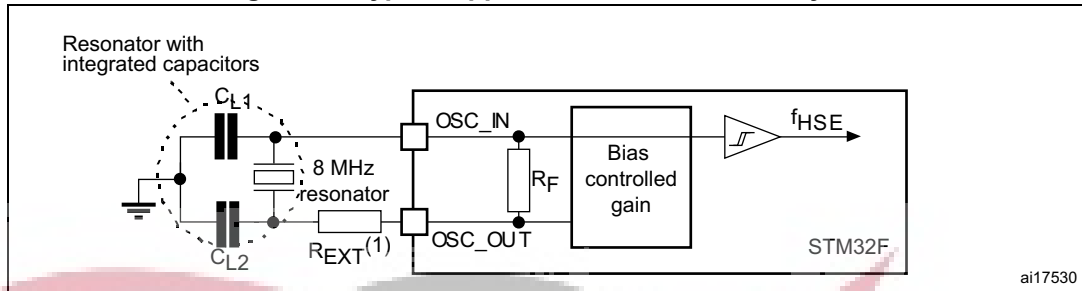 Resonator with
integrated capacitors
CL1
OSC_IN
fHSE
8 MHz
resonator
RF
Bias
controlled
gain
REXT(1)
OSC_OUT
CL2
STM32F
ai17530